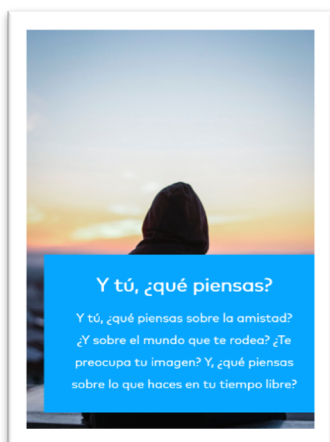 Y tú, ¿qué piensas?
Y tú, ¿qué piensas sobre la amistad?
¿Y sobre el mundo que te rodea? ¿Te
preocupa tu imagen? Y, ¿qué piensas
sobre lo que haces en tu tiempo libre?